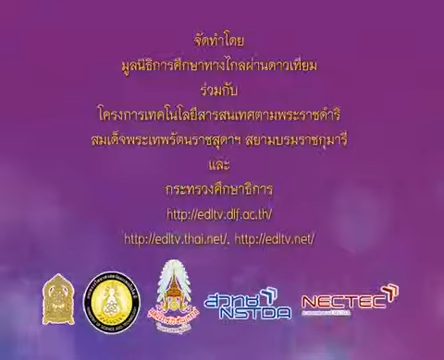 จัดทำโดย
มูลนิธิการศึกษาทางไกลผ่านดาวเทียม
ร่วมกับ
โครงการเทคโนโลยีสารสนเทศตามพระราชดำริ
สมเด็จพระเทพรัตนราชสุดาฯ สยามบรมราชกุมารี
และ
กระทรวงศึกษาธิการ
http://edltv.dlf.ac.th/
http://edltv.thai.net/, http://edltv.net/
สวทช
NSTDA
NECTEC